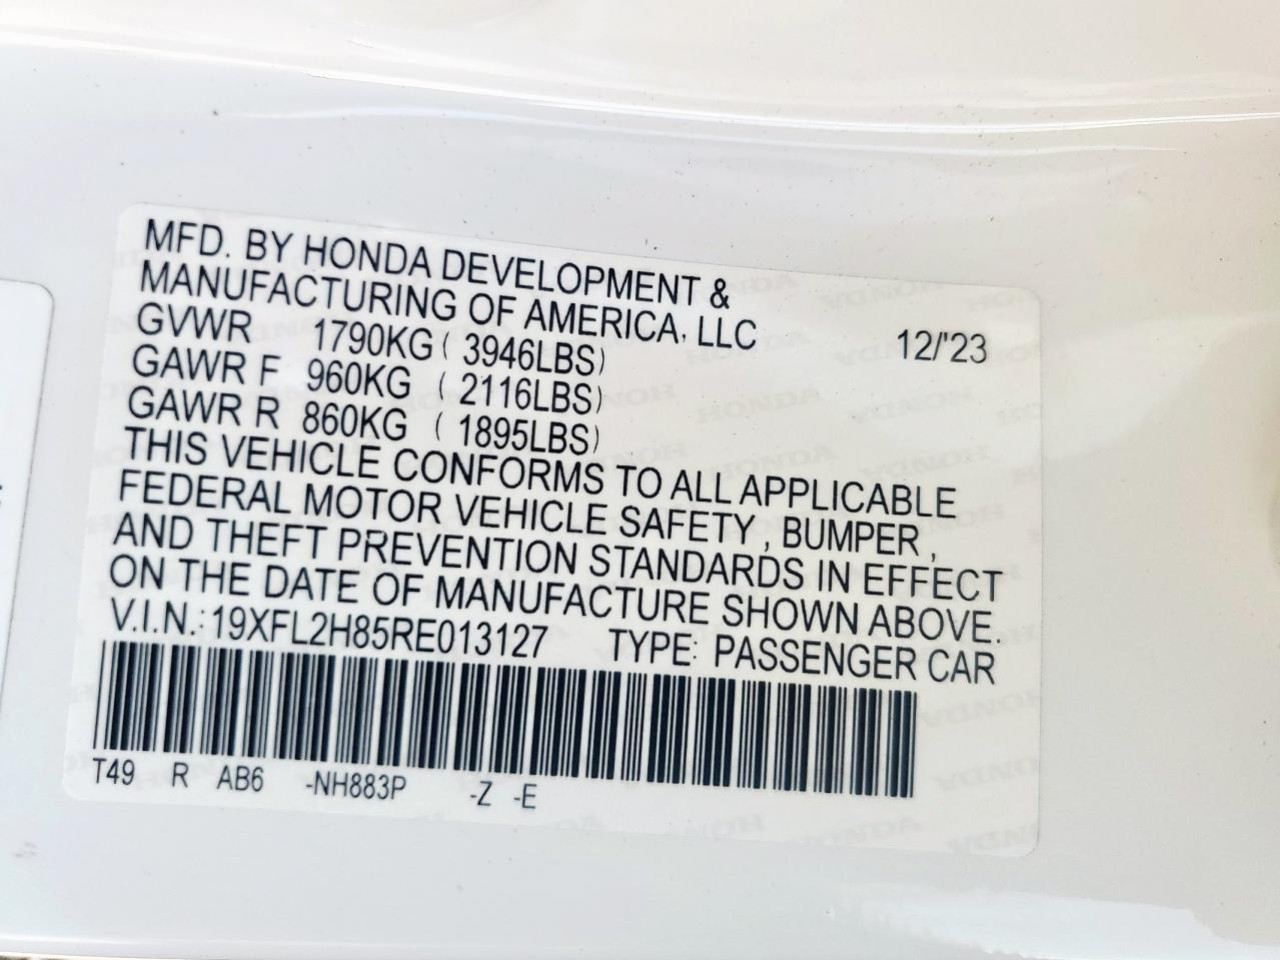 MFD. BY HONDA DEVELOPMENT &
MANUFACTURING OF AMERICA, LLC 12/'23
GVWR 1790KG ( 3946LBS)
GAWR F 960KG ( 2116LBS)
GAWR R 860KG ( 1895LBS)
THIS VEHICLE CONFORMS TO ALL APPLICABLE
FEDERAL MOTOR VEHICLE SAFETY , BUMPER ,
AND THEFT PREVENTION STANDARDS IN EFFECT
ON THE DATE OF MANUFACTURE SHOWN ABOVE.
V.I.N.: 19XFL2H85RE013127 TYPE: PASSENGER CAR
T49 R AB6 -NH883P -Z -E